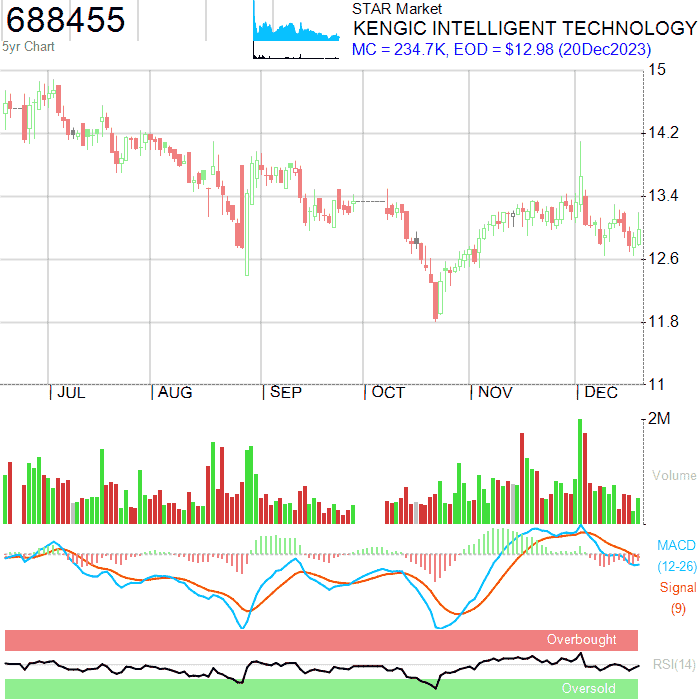 688455
5yr Chart
STAR Market
KENGIC INTELLIGENT TECHNOLOGY
MC = 234.7K, EOD = $12.98 (20Dec2023)
15
14.2
13.4
12.6
11.8
11
JUL AUG SEP OCT NOV DEC
2M
Volume
MACD
(12-26)
Signal
(9)
Overbought
RSI(14)
Oversold